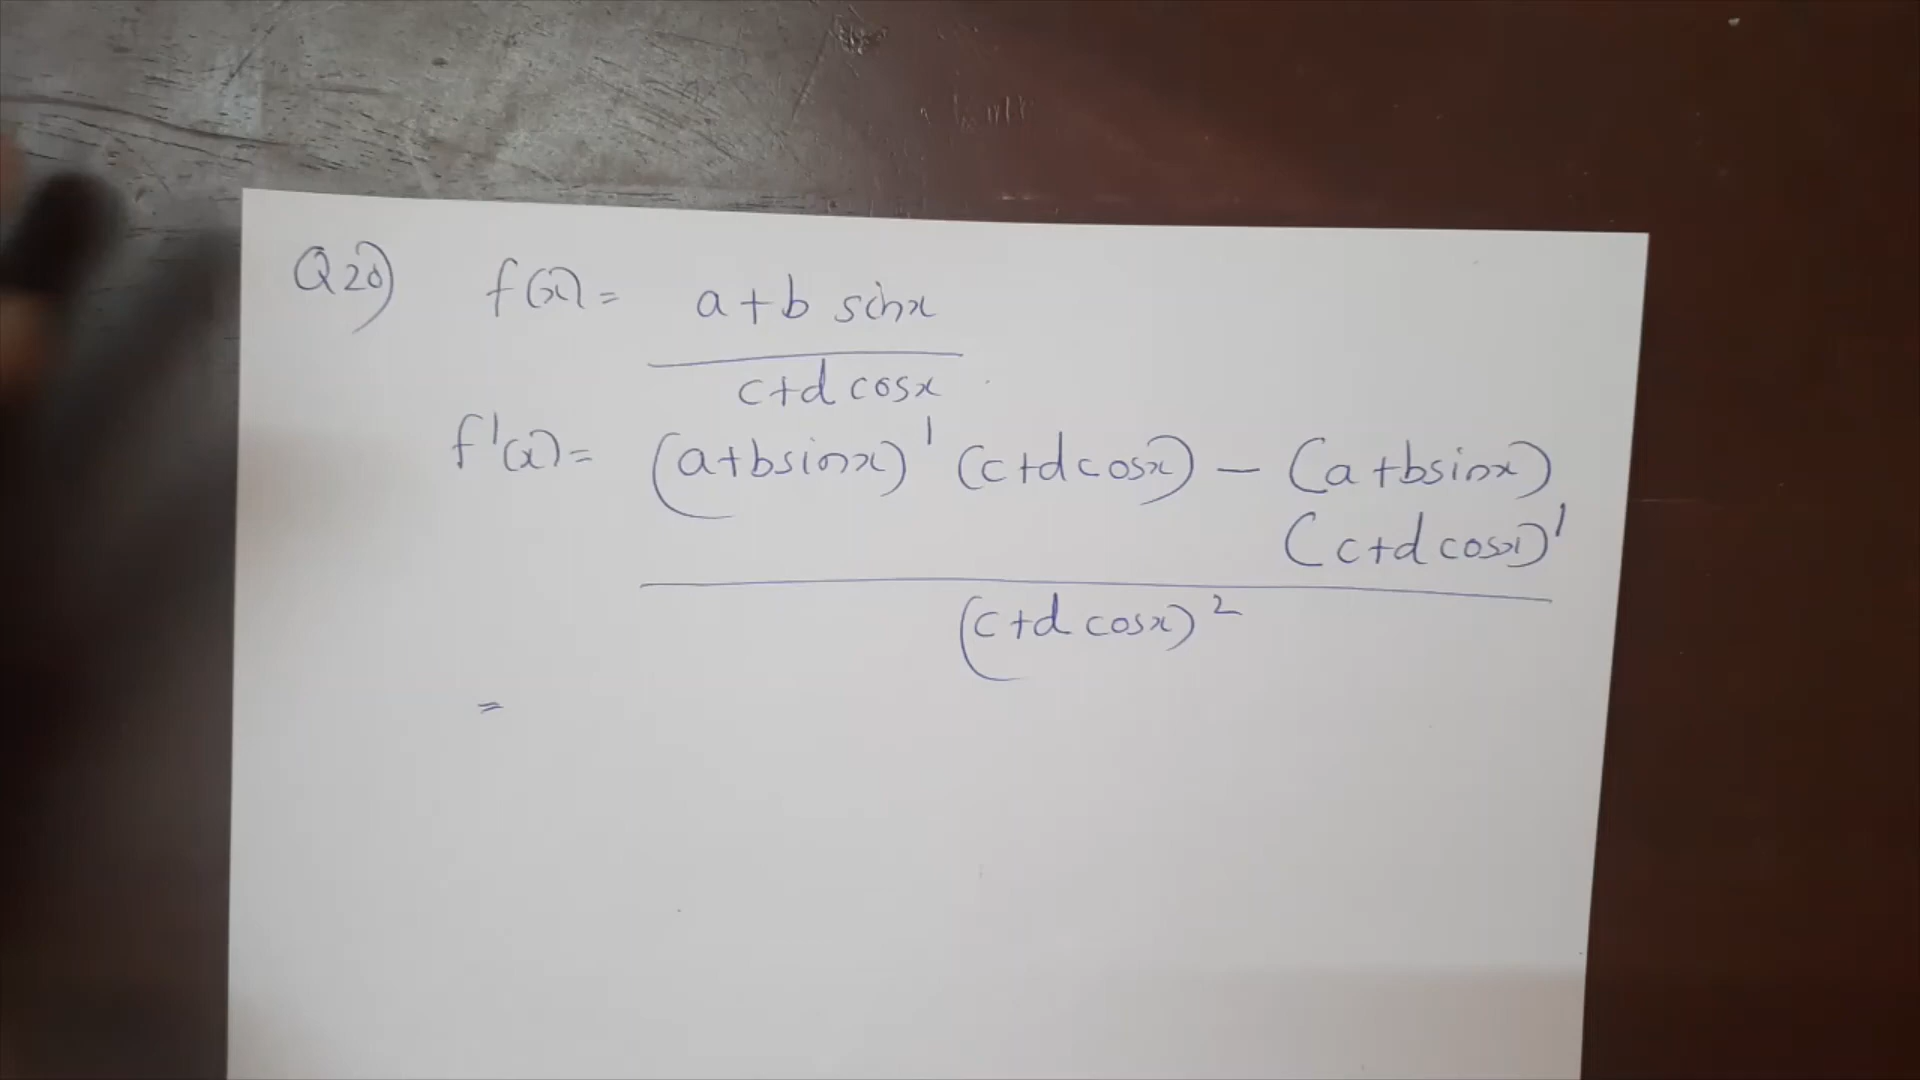 Q20) f(x) = a+b sinx
c+d cosx
f'(x) = (a+bsinx)' (c+dcosx) – (a+bsinx)
(c+d cosx)'
(c+d cosx)²
=